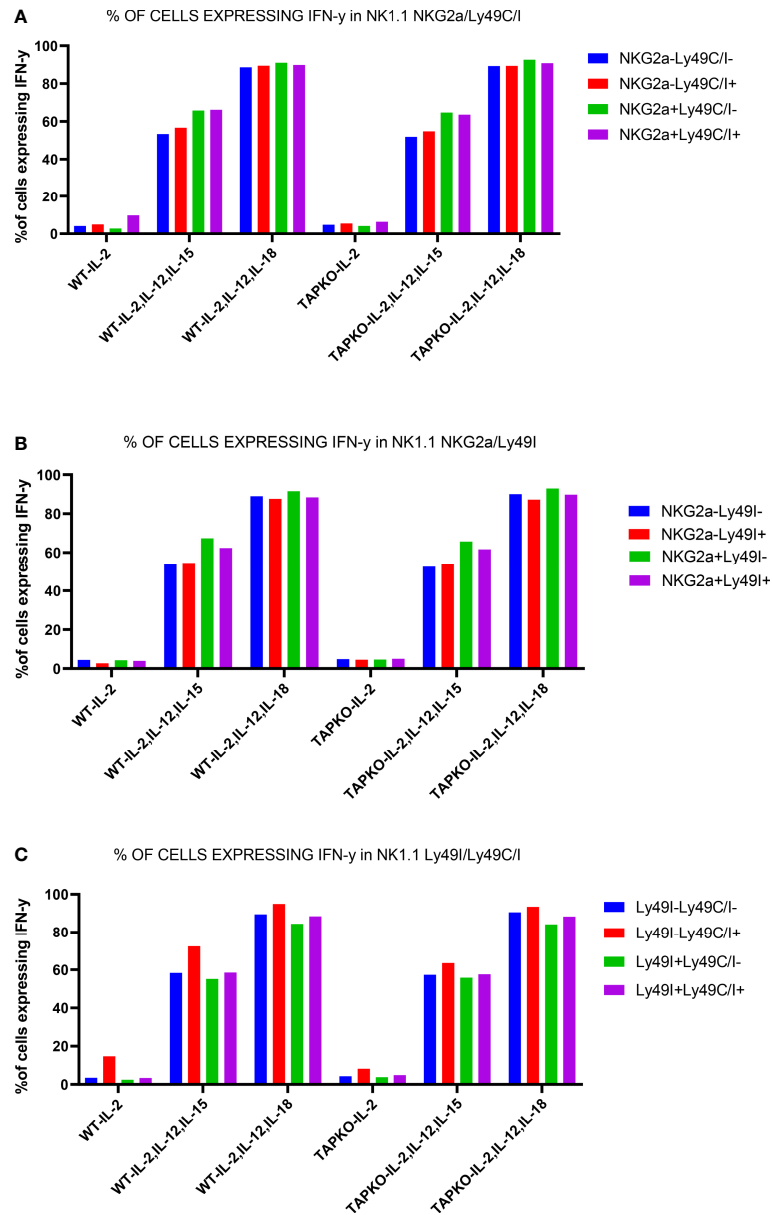 A
% OF CELLS EXPRESSING IFN-y in NK1.1 NKG2a/Ly49C/I
%of cells expressing IFN-y
100
80
60
40
20
0
WT-IL-2
WT-IL-2,IL-12,IL-15
WT-IL-2,IL-12,IL-18
TAPKO-IL-2
TAPKO-IL-2,IL-12,IL-15
TAPKO-IL-2,IL-12,IL-18
NKG2a-Ly49C/I-
NKG2a-Ly49C/I+
NKG2a+Ly49C/I-
NKG2a+Ly49C/I+
B
% OF CELLS EXPRESSING IFN-y in NK1.1 NKG2a/Ly49I
%of cells expressing IFN-y
100
80
60
40
20
0
WT-IL-2
WT-IL-2,IL-12,IL-15
WT-IL-2,IL-12,IL-18
TAPKO-IL-2
TAPKO-IL-2,IL-12,IL-15
TAPKO-IL-2,IL-12,IL-18
NKG2a-Ly49I-
NKG2a-Ly49I+
NKG2a+Ly49I-
NKG2a+Ly49I+
C
% OF CELLS EXPRESSING IFN-y in NK1.1 Ly49I/Ly49C/I
%of cells expressing IFN-y
100
80
60
40
20
0
WT-IL-2
WT-IL-2,IL-12,IL-15
WT-IL-2,IL-12,IL-18
TAPKO-IL-2
TAPKO-IL-2,IL-12,IL-15
TAPKO-IL-2,IL-12,IL-18
Ly49I-Ly49C/I-
Ly49I-Ly49C/I+
Ly49I+Ly49C/I-
Ly49I+Ly49C/I+